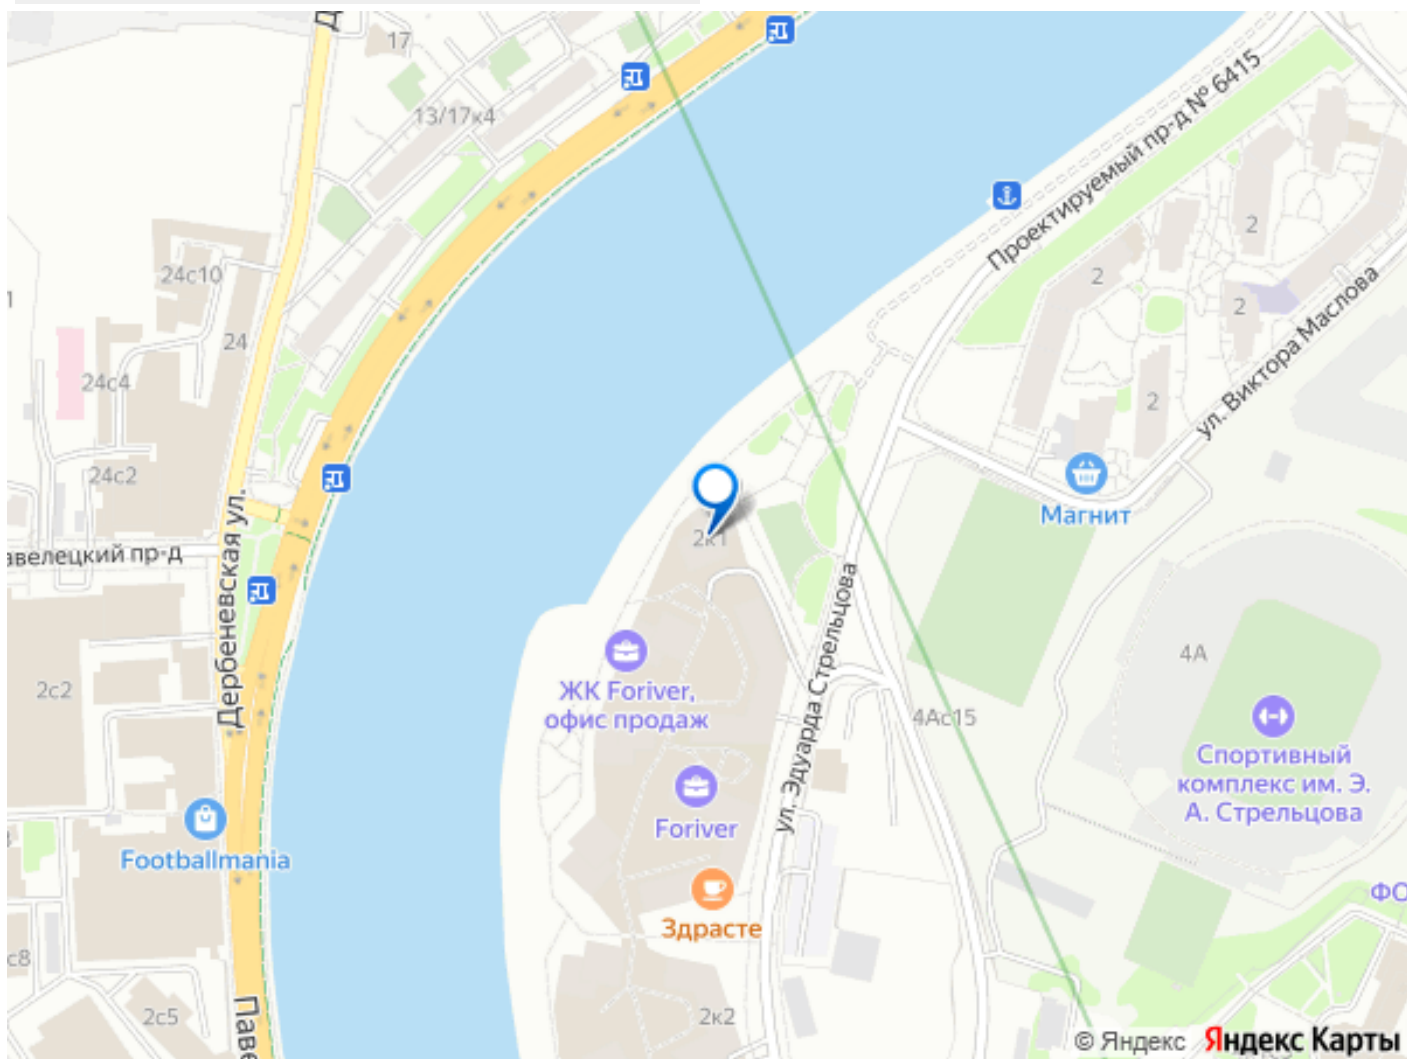 17
13/17к4
Проектируемый пр-д № 6415
24с10
2
2
2
24
24с4
2
ул. Виктора Маслова
24с2
Магнит
2к1
авелецкий пр-д
Дербеневская ул.
ул. Эдуарда Стрельцова
4А
2с2
ЖК Foriver,
офис продаж
4Ас15
Спортивный
комплекс им. Э.
А. Стрельцова
Foriver
Footballmania
Здрасте
ФО
с8
2с5
Паве
2к2
© Яндекс Яндекс Карты